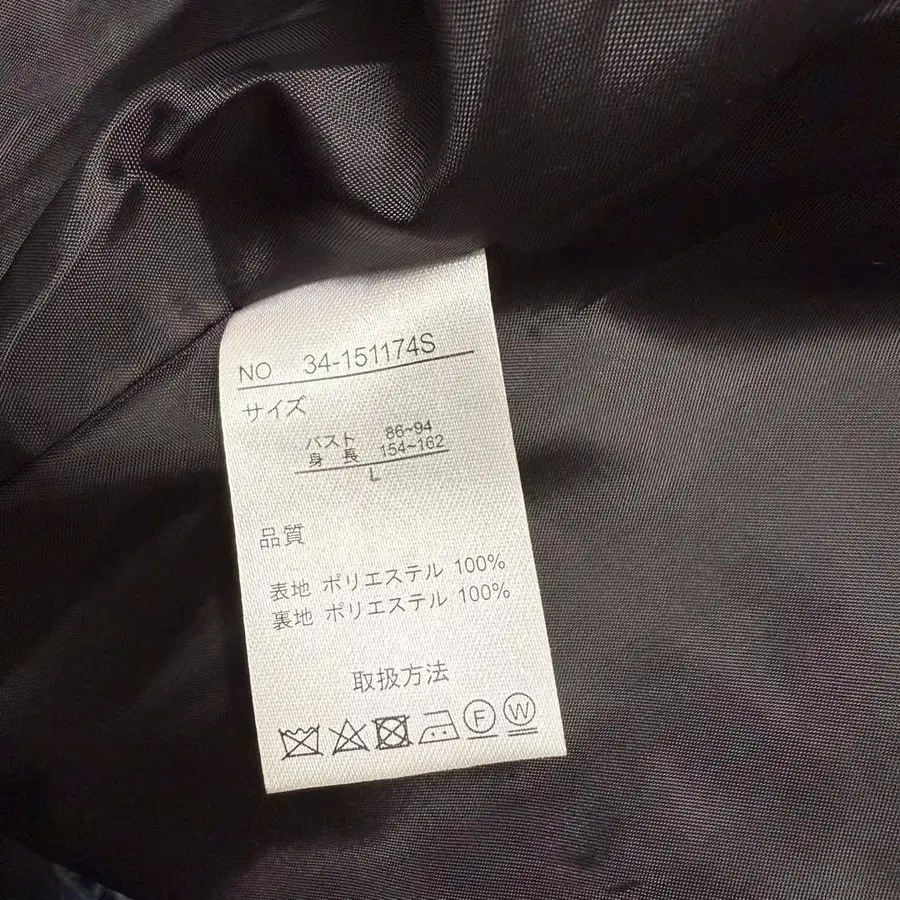 NO 34-151174S
サイズ
バスト 86~94
身長 154~162
L
品質
表地 ポリエステル 100%
裏地 ポリエステル 100%
取扱方法
F W